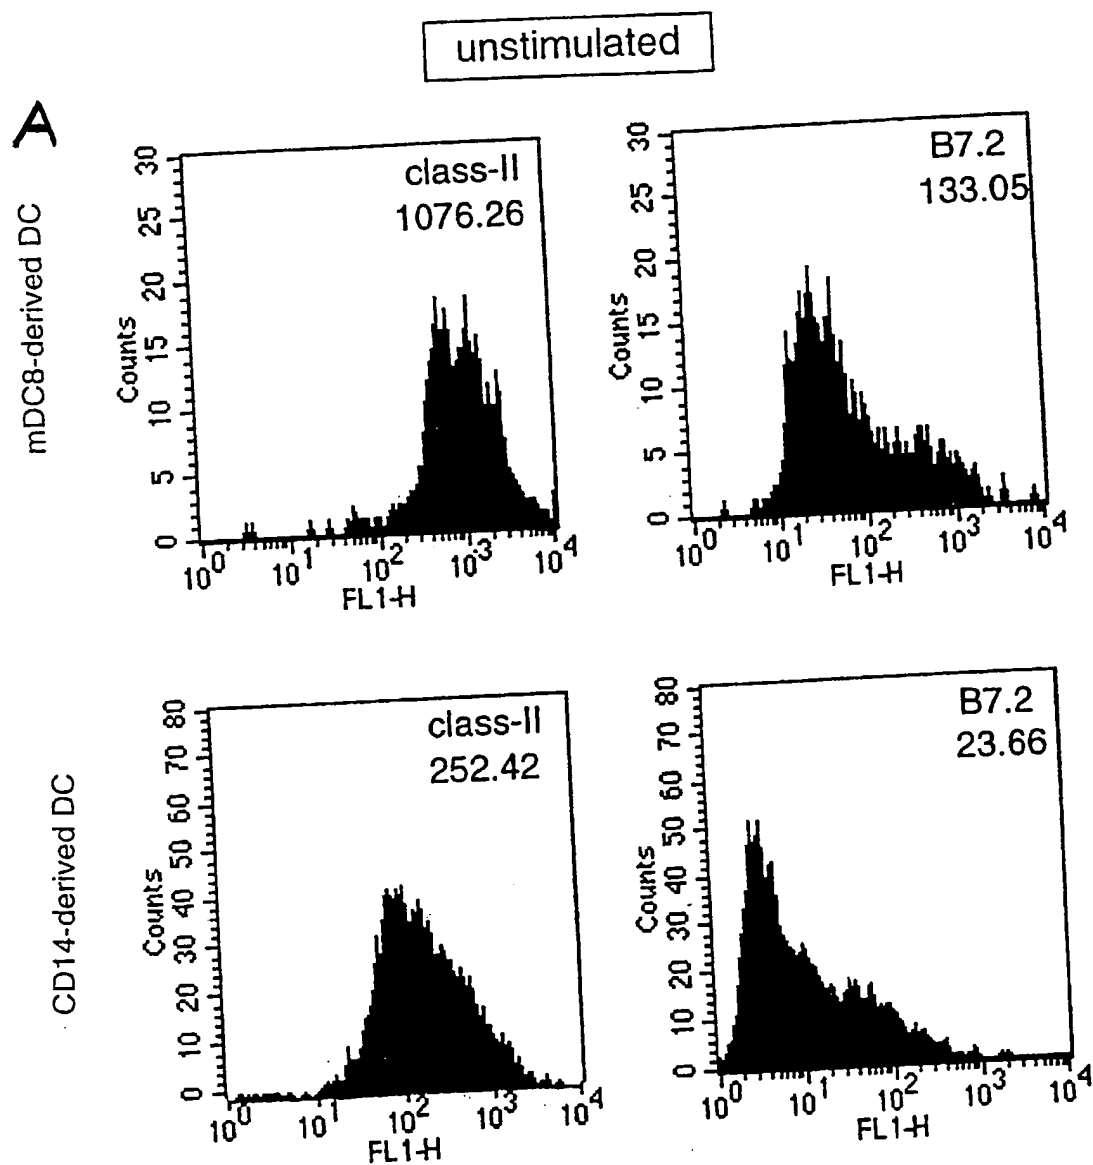 unstimulated
A
mDC8-derived DC
class-II
1076.26
Counts
30
25
20
15
10
5
0
10^0 10^1 10^2 10^3 10^4
FL1-H
B7.2
133.05
Counts
30
25
20
15
10
5
0
10^0 10^1 10^2 10^3 10^4
FL1-H
CD14-derived DC
class-II
252.42
Counts
80
70
60
50
40
30
20
10
0
10^0 10^1 10^2 10^3 10^4
FL1-H
B7.2
23.66
Counts
80
70
60
50
40
30
20
10
0
10^0 10^1 10^2 10^3 10^4
FL1-H